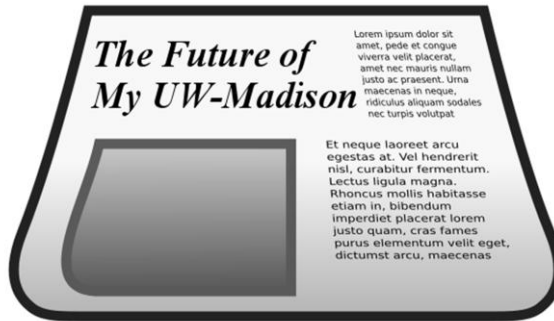 The Future of
My UW-Madison
Lorem ipsum dolor sit
amet, pede et congue
viverra velit placerat,
amet nec mauris nullam
justo ac praesent. Urna
maecenas in neque,
ridiculus aliquam sodales
nec turpis volutpat
Et neque laoreet arcu
egestas at. Vel hendrerit
nisl, curabitur fermentum.
Lectus ligula magna.
Rhoncus mollis habitasse
etiam in, bibendum
imperdiet placerat lorem
justo quam, cras fames
purus elementum velit eget,
dictumst arcu, maecenas